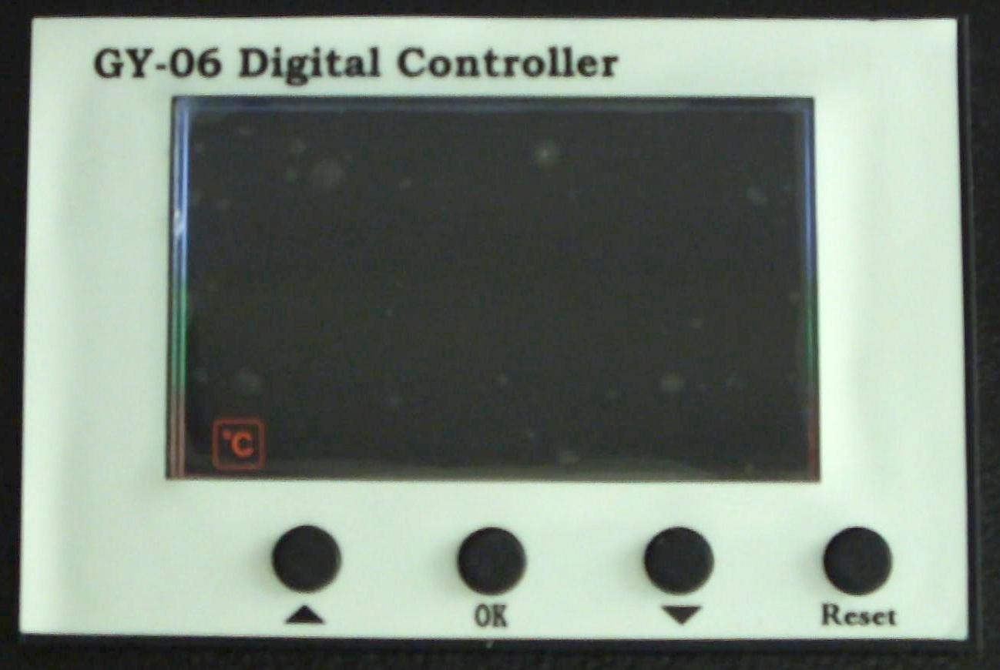 GY-06 Digital Controller
°C
▲ OK ▼ Reset